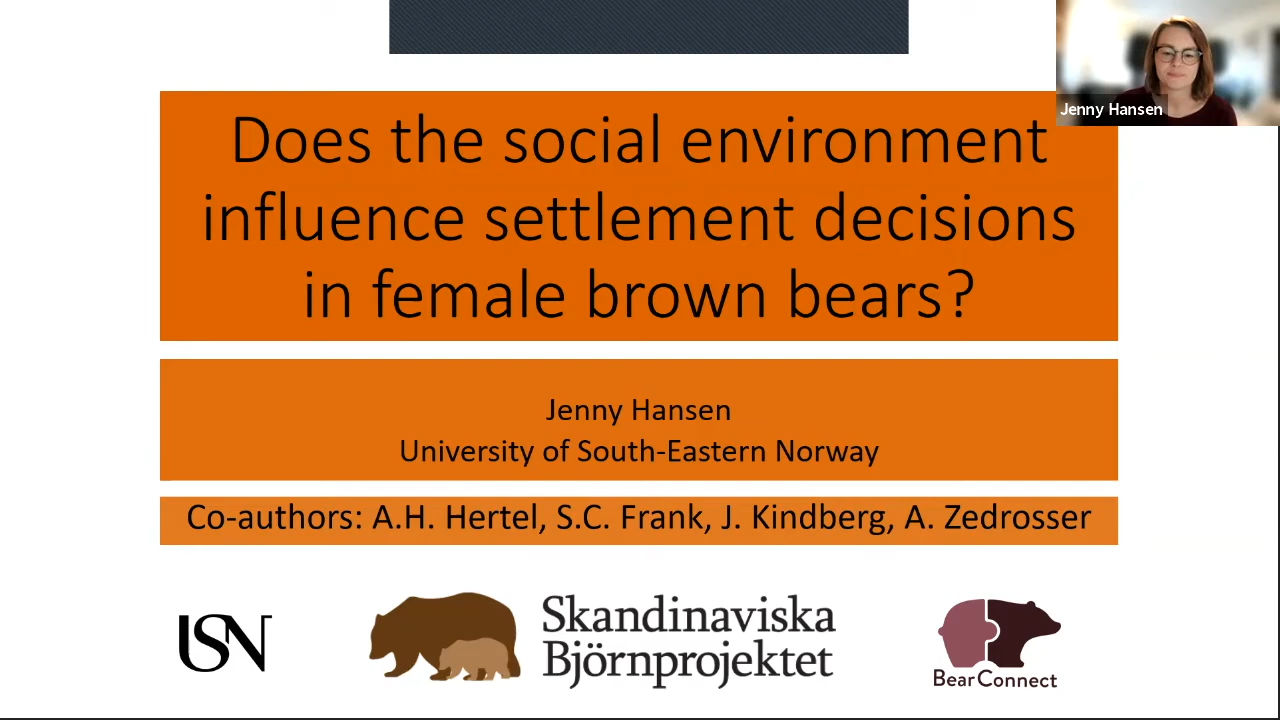 Jenny Hansen
Does the social environment
influence settlement decisions
in female brown bears?
Jenny Hansen
University of South-Eastern Norway
Co-authors: A.H. Hertel, S.C. Frank, J. Kindberg, A. Zedrosser
USN
Skandinaviska
Björnprojektet
BearConnect